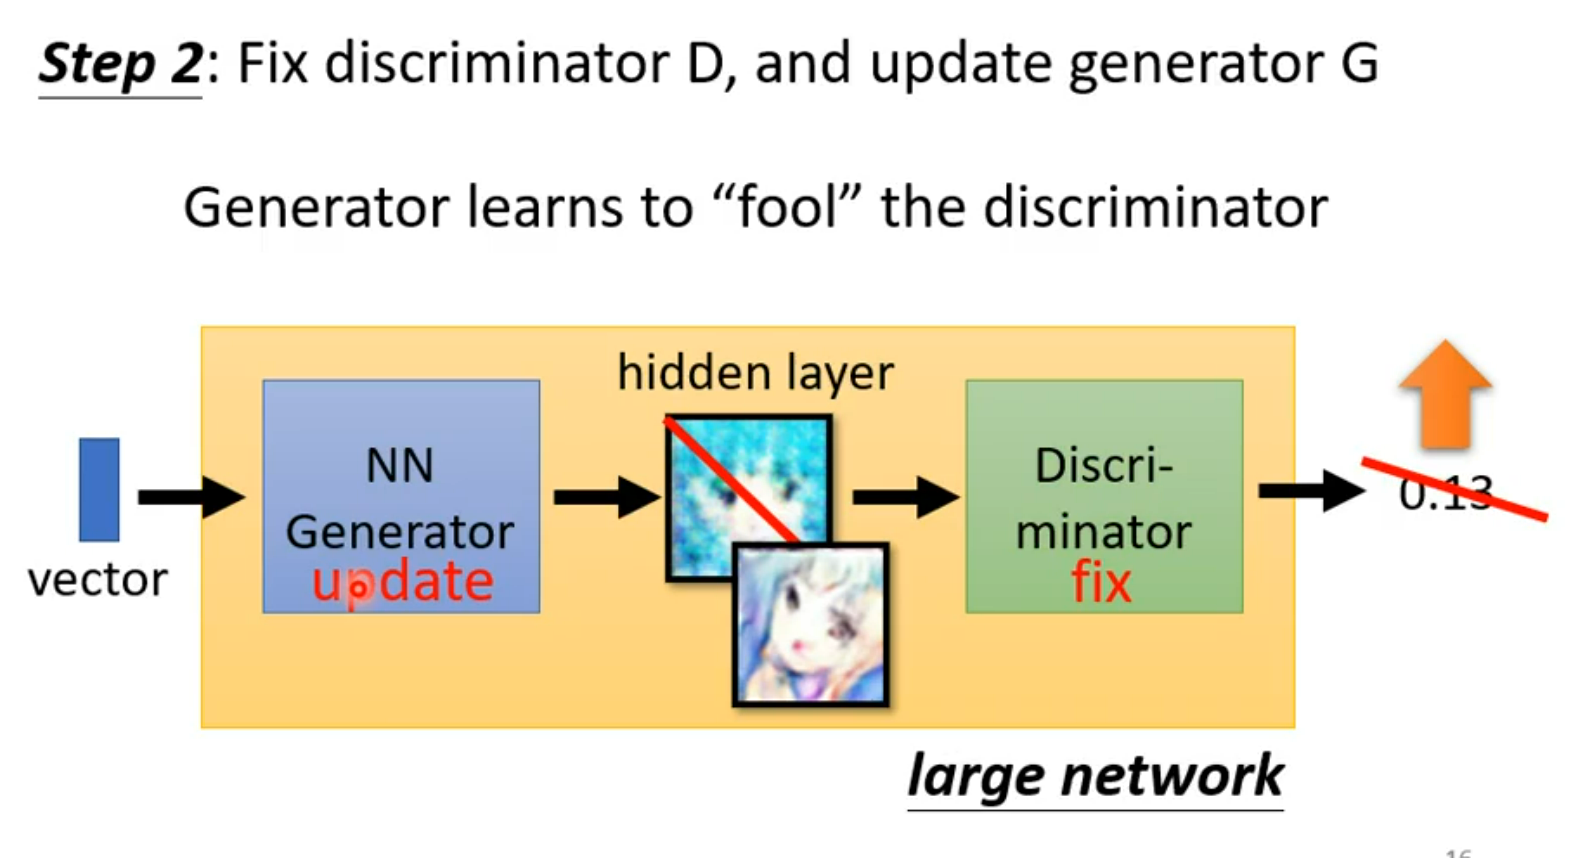 Step 2: Fix discriminator D, and update generator G
Generator learns to “fool” the discriminator
hidden layer
NN
Generator
update
Discri-
minator
fix
0.13
vector
large network